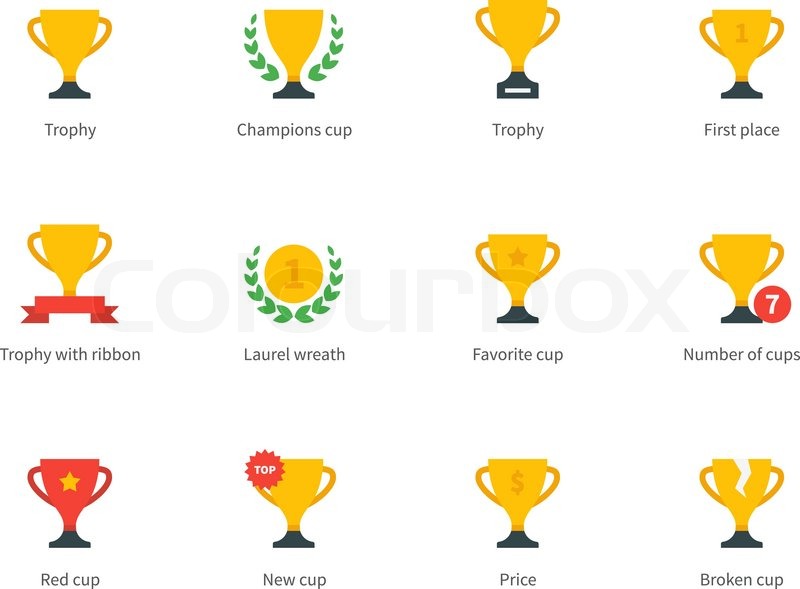 1
Trophy
Champions cup
Trophy
First place
1
7
Trophy with ribbon
Laurel wreath
Favorite cup
Number of cups
Colourbox
TOP
$
Red cup
New cup
Price
Broken cup